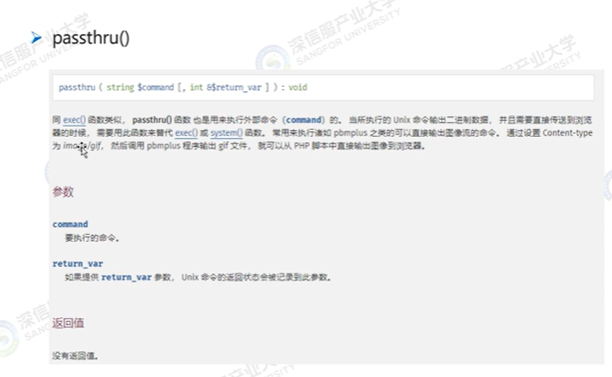 passthru()
passthru ( string $command [, int &$return_var ] ) : void
同 exec() 函数类似， passthru() 函数 也是用来执行外部命令（command）的。 当所执行的 Unix 命令输出二进制数据， 并且需要直接传送到浏览
器的时候， 需要用此函数来替代 exec() 或 system() 函数。 常用来执行诸如 pbmplus 之类的可以直接输出图像流的命令。 通过设置 Content-type
为 image/gif， 然后调用 pbmplus 程序输出 gif 文件， 就可以从 PHP 脚本中直接输出图像到浏览器。
参数
command
要执行的命令。
return_var
如果提供 return_var 参数， Unix 命令的返回状态会被记录到此参数。
返回值
没有返回值。
深信服产业大学
SANGFOR UNIVERSITY